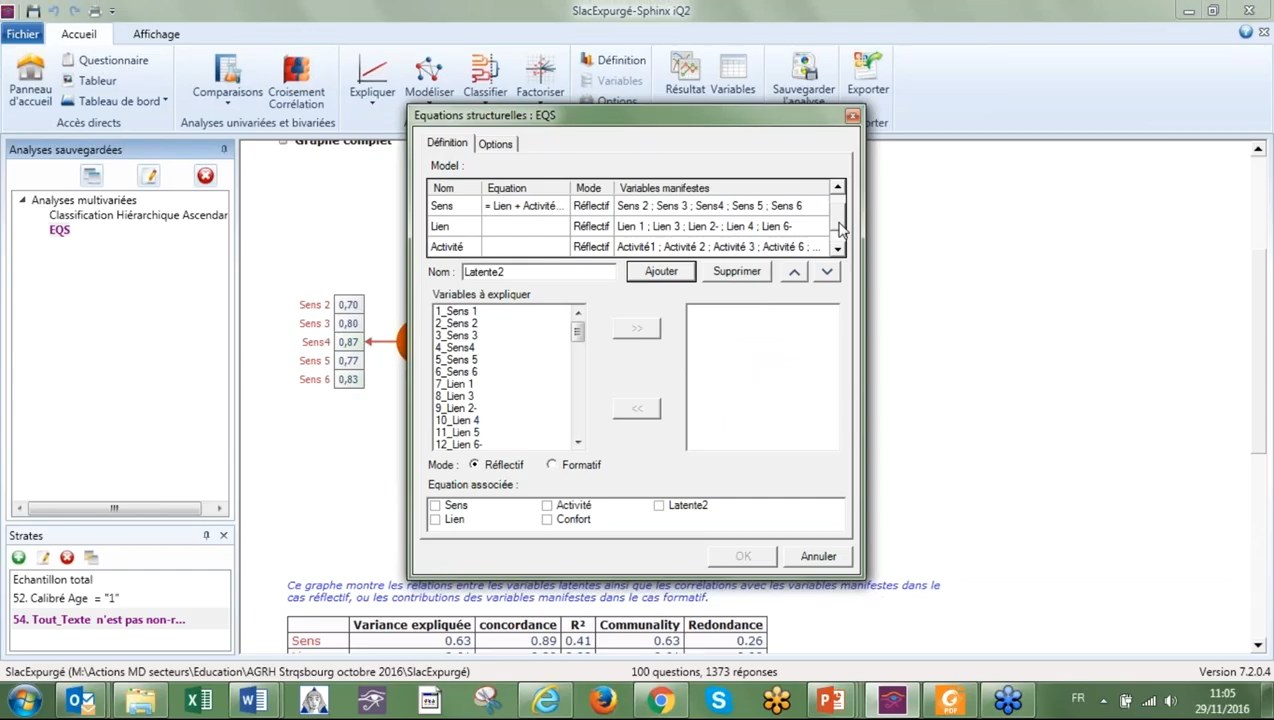 SlacExpurgé-Sphinx iQ2
Fichier
Accueil
Affichage
Panneau d'accueil
Questionnaire
Tableur
Tableau de bord
Accès directs
Comparaisons
Croisement Corrélation
Analyses univariées et bivariées
Expliquer
Modéliser
Classifier
Factoriser
Définition
Variables
Options
Résultat
Variables
Sauvegarder l'analyse
Exporter
Analyses sauvegardées
Analyses multivariées
Classification Hiérarchique Ascendar
EQS
Graphe complet
Sens 2 0,70
Sens 3 0,80
Sens4 0,87
Sens 5 0,77
Sens 6 0,83
Equations structurelles : EQS
Définition
Options
Model :
Nom Equation Mode Variables manifestes
Sens = Lien + Activité... Réflectif Sens 2 ; Sens 3 ; Sens4 ; Sens 5 ; Sens 6
Lien Réflectif Lien 1 ; Lien 3 ; Lien 2- ; Lien 4 ; Lien 6-
Activité Réflectif Activité1 ; Activité 2 ; Activité 3 ; Activité 6 ; ...
Nom : Latente2 Ajouter Supprimer
Variables à expliquer
1_Sens 1
2_Sens 2
3_Sens 3
4_Sens4
5_Sens 5
6_Sens 6
7_Lien 1
8_Lien 3
9_Lien 2-
10_Lien 4
11_Lien 5
12_Lien 6-
>>
<<
Mode : Réflectif Formatif
Equation associée :
Sens Activité Latente2
Lien Confort
OK Annuler
Strates
Echantillon total
52. Calibré Age = "1"
54. Tout_Texte n'est pas non-r...
Ce graphe montre les relations entre les variables latentes ainsi que les corrélations avec les variables manifestes dans le
cas réflectif, ou les contributions des variables manifestes dans le cas formatif.
Variance expliquée concordance R² Communality Redondance
Sens 0.63 0.89 0.41 0.63 0.26
SlacExpurgé (M:\Actions MD secteurs\Education\AGRH Strqsbourg octobre 2016\SlacExpurgé)
100 questions, 1373 réponses
Version 7.2.0.4
FR
11:05
29/11/2016